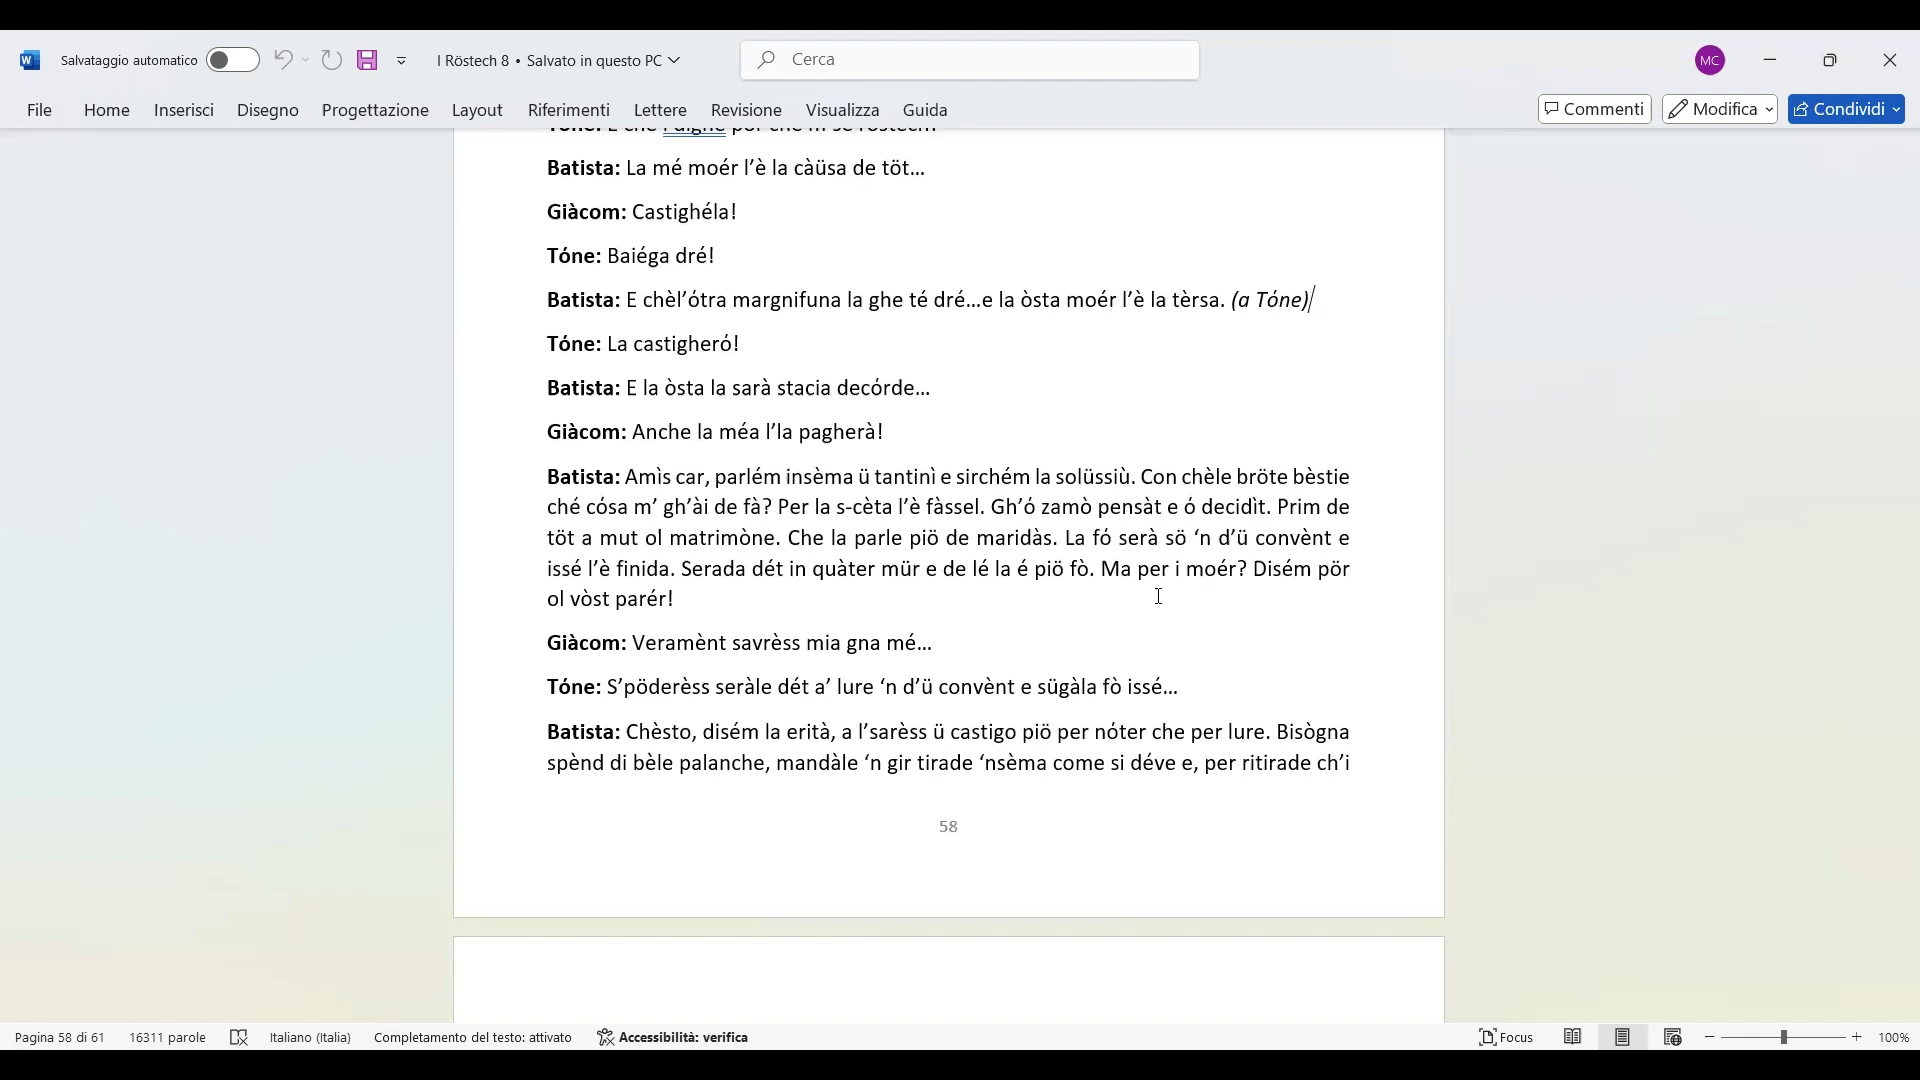 Salvataggio automatico I Röstech 8 • Salvato in questo PC Cerca MC
File Home Inserisci Disegno Progettazione Layout Riferimenti Lettere Revisione Visualizza Guida Commenti Modifica Condividi
Batista: La mé moér l’è la càüsa de töt…
Giàcom: Castighéla!
Tóne: Baiéga dré!
Batista: E chèl’ótra margnifuna la ghe té dré…e la òsta moér l’è la tèrsa. (a Tóne)
Tóne: La castigheró!
Batista: E la òsta la sarà stacia decórde…
Giàcom: Anche la méa l’la pagherà!
Batista: Amìs car, parlém insèma ü tantinì e sirchém la solüssiù. Con chèle bröte bèstie
ché cósa m’ gh’ài de fà? Per la s-cèta l’è fàssel. Gh’ó zamò pensàt e ó decidìt. Prim de
töt a mut ol matrimòne. Che la parle piö de maridàs. La fó serà sö ‘n d’ü convènt e
issé l’è finida. Serada dét in quàter mür e de lé la é piö fò. Ma per i moér? Disém pör
ol vòst parér!
Giàcom: Veramènt savrèss mia gna mé…
Tóne: S’pöderèss seràle dét a’ lure ‘n d’ü convènt e sügàla fò issé…
Batista: Chèsto, disém la erità, a l’sarèss ü castigo piö per nóter che per lure. Bisògna
spènd di bèle palanche, mandàle ‘n gir tirade ‘nsèma come si déve e, per ritirade ch’i
58
Pagina 58 di 61 16311 parole Italiano (Italia) Completamento del testo: attivato Accessibilità: verifica Focus 100%